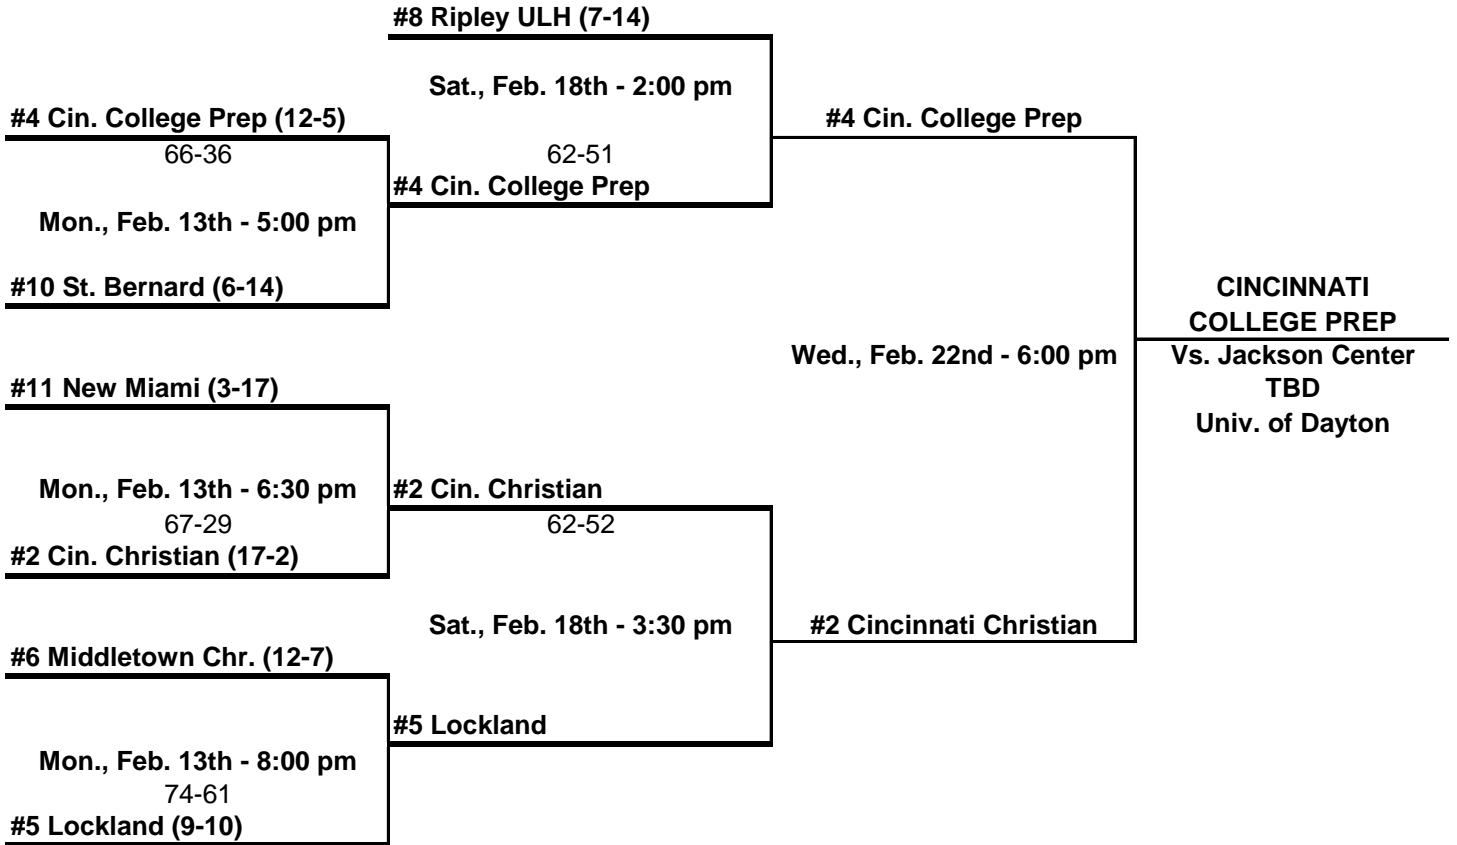 #8 Ripley ULH (7-14)
Sat., Feb. 18th - 2:00 pm
#4 Cin. College Prep (12-5)
#4 Cin. College Prep
66-36
62-51
#4 Cin. College Prep
Mon., Feb. 13th - 5:00 pm
#10 St. Bernard (6-14)
CINCINNATI
COLLEGE PREP
Wed., Feb. 22nd - 6:00 pm
Vs. Jackson Center
#11 New Miami (3-17)
TBD
Univ. of Dayton
Mon., Feb. 13th - 6:30 pm
#2 Cin. Christian
67-29
62-52
#2 Cin. Christian (17-2)
Sat., Feb. 18th - 3:30 pm
#2 Cincinnati Christian
#6 Middletown Chr. (12-7)
#5 Lockland
Mon., Feb. 13th - 8:00 pm
74-61
#5 Lockland (9-10)